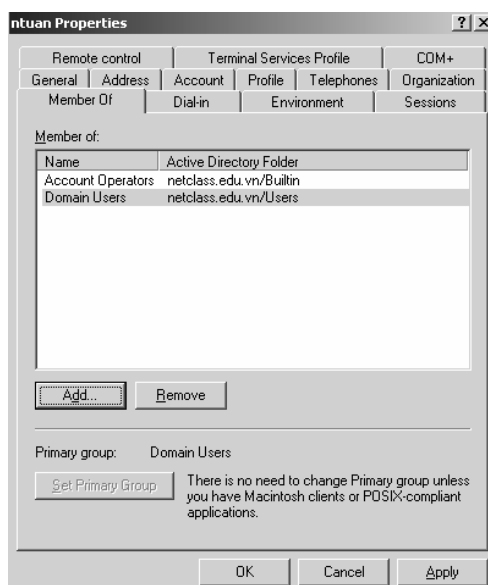 ntuan Properties
Remote control Terminal Services Profile COM+
General Address Account Profile Telephones Organization
Member Of Dial-in Environment Sessions
Member of:
Name Active Directory Folder
Account Operators netclass.edu.vn/Builtin
Domain Users netclass.edu.vn/Users
Add... Remove
Primary group: Domain Users
Set Primary Group There is no need to change Primary group unless
you have Macintosh clients or POSIX-compliant
applications.
OK Cancel Apply